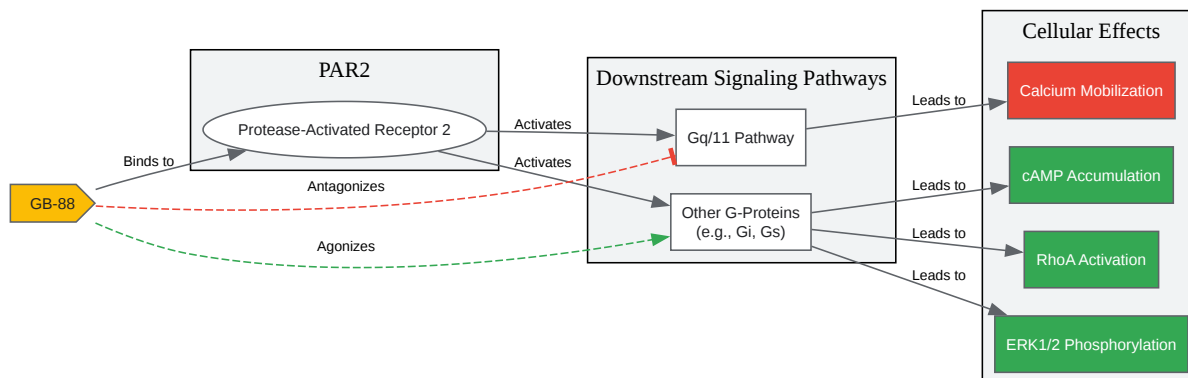 Cellular Effects
PAR2
Downstream Signaling Pathways
Calcium Mobilization
Leads to
Protease-Activated Receptor 2
Activates
Gq/11 Pathway
Binds to
Activates
cAMP Accumulation
Leads to
Antagonizes
GB-88
Other G-Proteins
(e.g., Gi, Gs)
Leads to
Agonizes
RhoA Activation
Leads to
ERK1/2 Phosphorylation